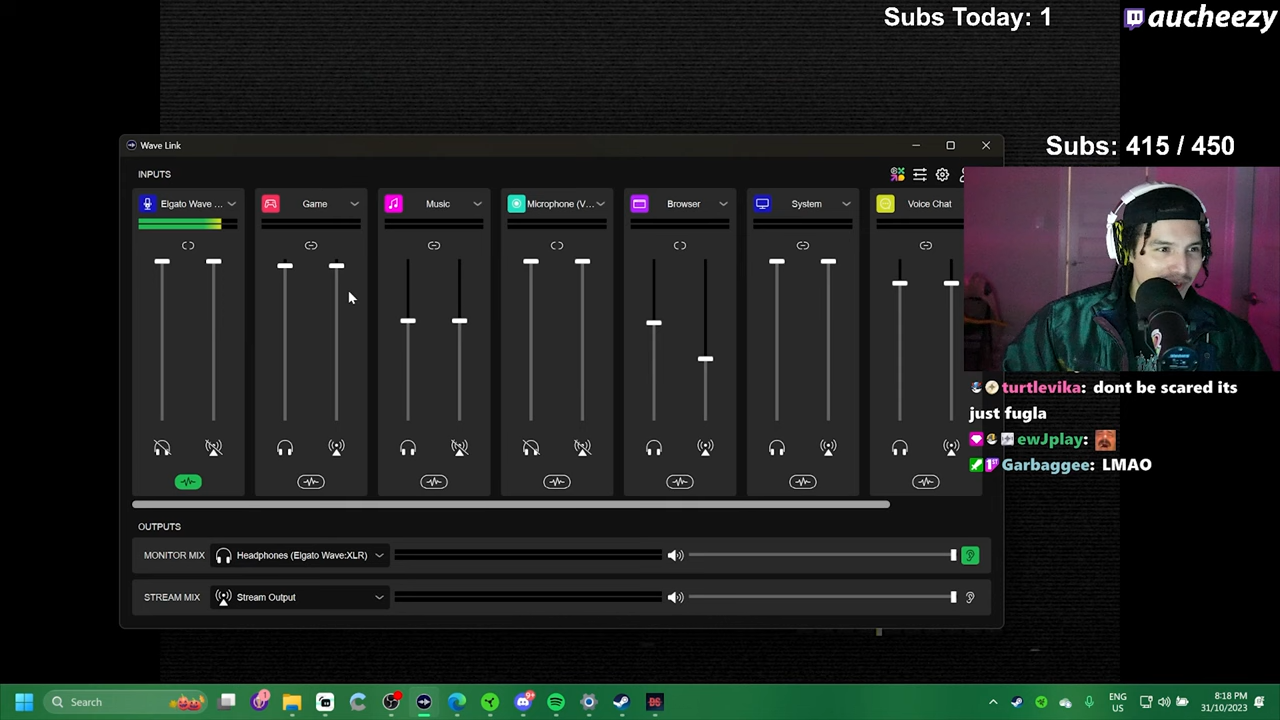 Subs Today: 1
aucheezy
Subs: 415 / 450
Wave Link
INPUTS
Elgato Wave ...
Game
Music
Microphone (V...
Browser
System
Voice Chat
turtlevika: dont be scared its
just fugla
ewJplay:
Garbaggee: LMAO
OUTPUTS
MONITOR MIX
Headphones (Elgato Wave:XLR)
STREAM MIX
Stream Output
Search
ENG
US
8:18 PM
31/10/2023